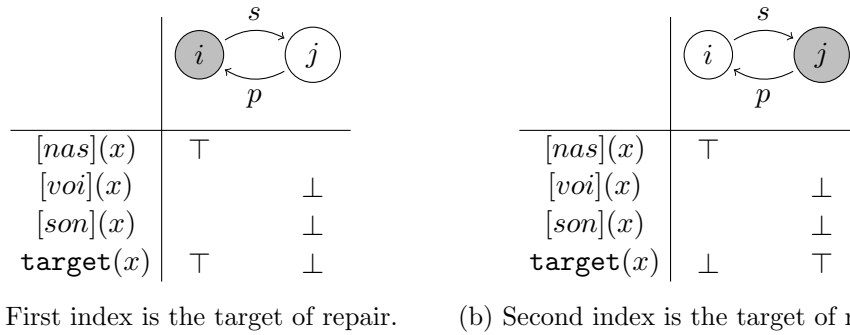 s s
i j i j
p p
[nas](x) ⊤ [nas](x) ⊤
[voi](x) ⊥ [voi](x) ⊥
[son](x) ⊥ [son](x) ⊥
target(x) ⊤ ⊥ target(x) ⊥ ⊤
First index is the target of repair. (b) Second index is the target of